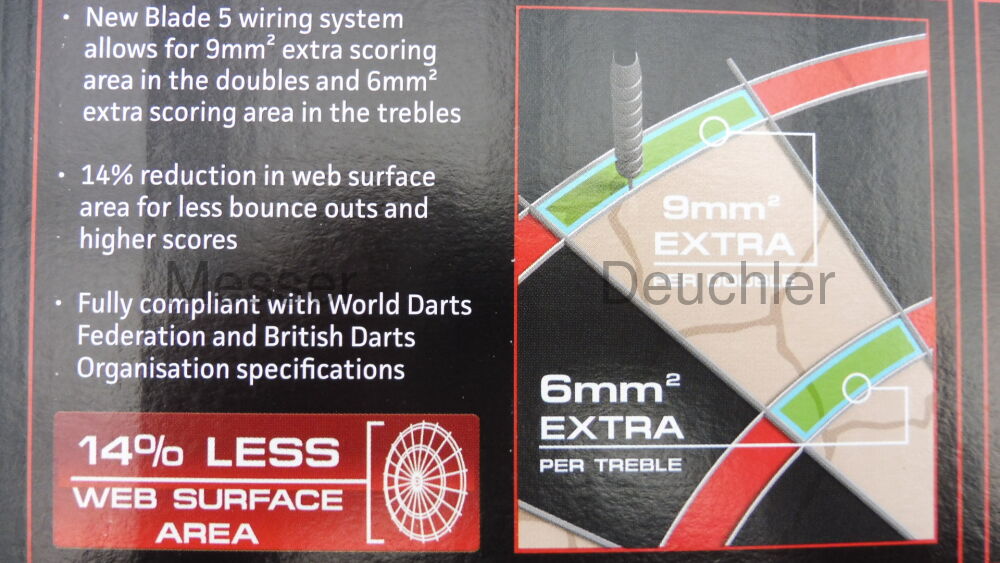 • New Blade 5 wiring system
allows for 9mm² extra scoring
area in the doubles and 6mm²
extra scoring area in the trebles
• 14% reduction in web surface
area for less bounce outs and
higher scores
• Fully compliant with World Darts
Federation and British Darts
Organisation specifications
14% LESS
WEB SURFACE
AREA
9mm²
EXTRA
PER DOUBLE
6mm²
EXTRA
PER TREBLE
Messer Deuchler